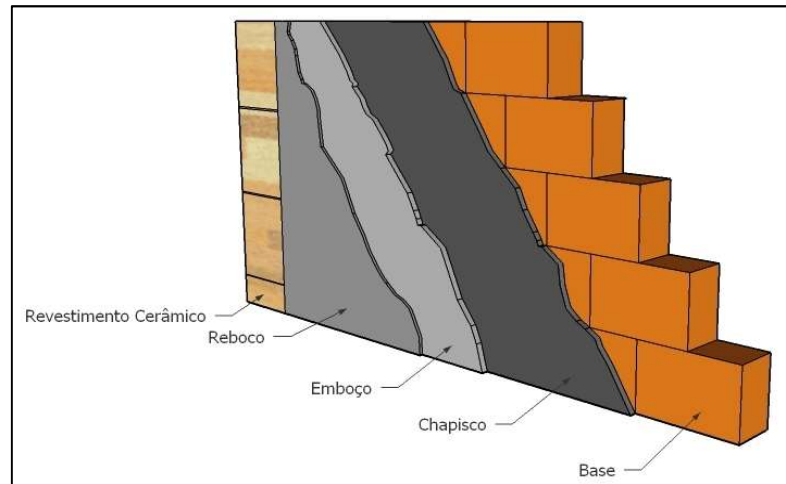 Revestimento Cerâmico
Reboco
Emboço
Chapisco
Base